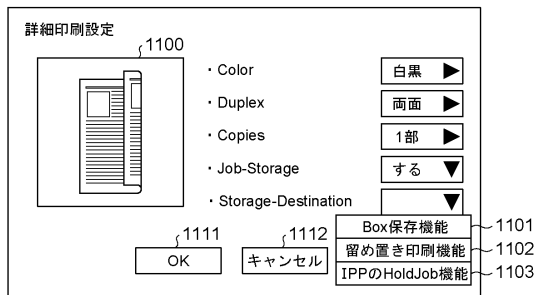 詳細印刷設定
1100
・Color 白黒
・Duplex 両面
・Copies 1部
・Job-Storage する
・Storage-Destination
Box保存機能 1101
留め置き印刷機能 1102
IPPのHoldJob機能 1103
1111 1112
OK キャンセル